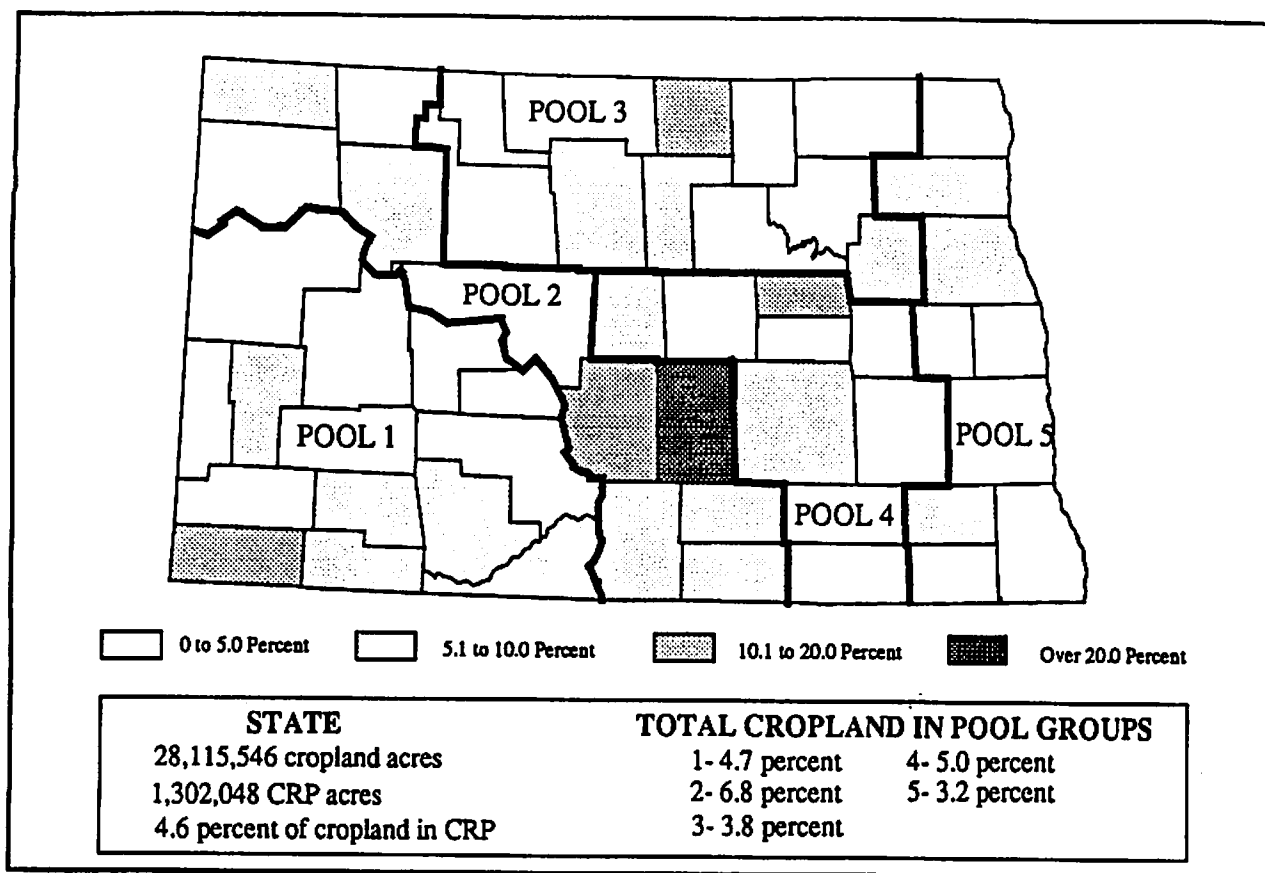 POOL 3
POOL 2
POOL 1
POOL 5
POOL 4
0 to 5.0 Percent
5.1 to 10.0 Percent
10.1 to 20.0 Percent
Over 20.0 Percent
STATE
28,115,546 cropland acres
1,302,048 CRP acres
4.6 percent of cropland in CRP
TOTAL CROPLAND IN POOL GROUPS
1- 4.7 percent
2- 6.8 percent
3- 3.8 percent
4- 5.0 percent
5- 3.2 percent